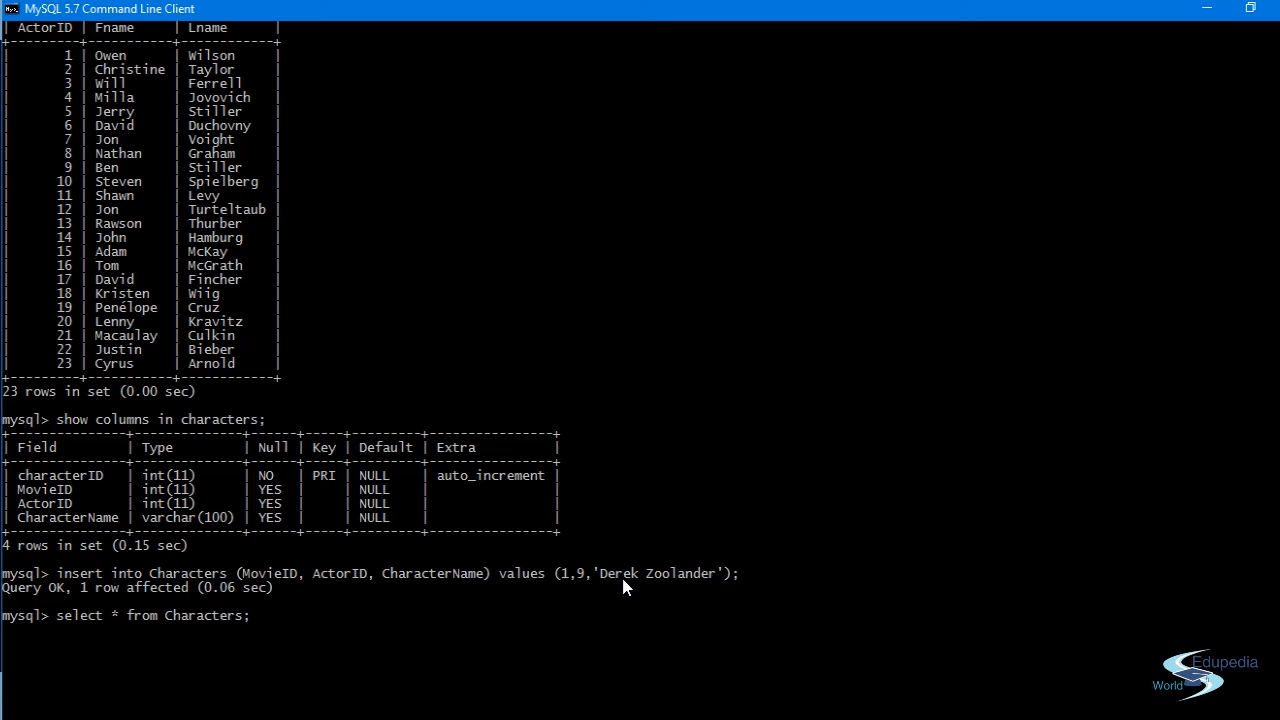 MySQL 5.7 Command Line Client
| ActorID | Fname | Lname |
+---------+-----------+------------+
| 1 | Owen | Wilson |
| 2 | Christine | Taylor |
| 3 | Will | Ferrell |
| 4 | Milla | Jovovich |
| 5 | Jerry | Stiller |
| 6 | David | Duchovny |
| 7 | Jon | Voight |
| 8 | Nathan | Graham |
| 9 | Ben | Stiller |
| 10 | Steven | Spielberg |
| 11 | Shawn | Levy |
| 12 | Jon | Turteltaub |
| 13 | Rawson | Thurber |
| 14 | John | Hamburg |
| 15 | Adam | McKay |
| 16 | Tom | McGrath |
| 17 | David | Fincher |
| 18 | Kristen | Wiig |
| 19 | Penélope | Cruz |
| 20 | Lenny | Kravitz |
| 21 | Macaulay | Culkin |
| 22 | Justin | Bieber |
| 23 | Cyrus | Arnold |
+---------+-----------+------------+
23 rows in set (0.00 sec)
mysql> show columns in characters;
+---------------+--------------+------+-----+---------+----------------+
| Field | Type | Null | Key | Default | Extra |
+---------------+--------------+------+-----+---------+----------------+
| characterID | int(11) | NO | PRI | NULL | auto_increment |
| MovieID | int(11) | YES | | NULL | |
| ActorID | int(11) | YES | | NULL | |
| CharacterName | varchar(100) | YES | | NULL | |
+---------------+--------------+------+-----+---------+----------------+
4 rows in set (0.15 sec)
mysql> insert into Characters (MovieID, ActorID, CharacterName) values (1,9,'Derek Zoolander');
Query OK, 1 row affected (0.06 sec)
mysql> select * from Characters;
Edupedia
World